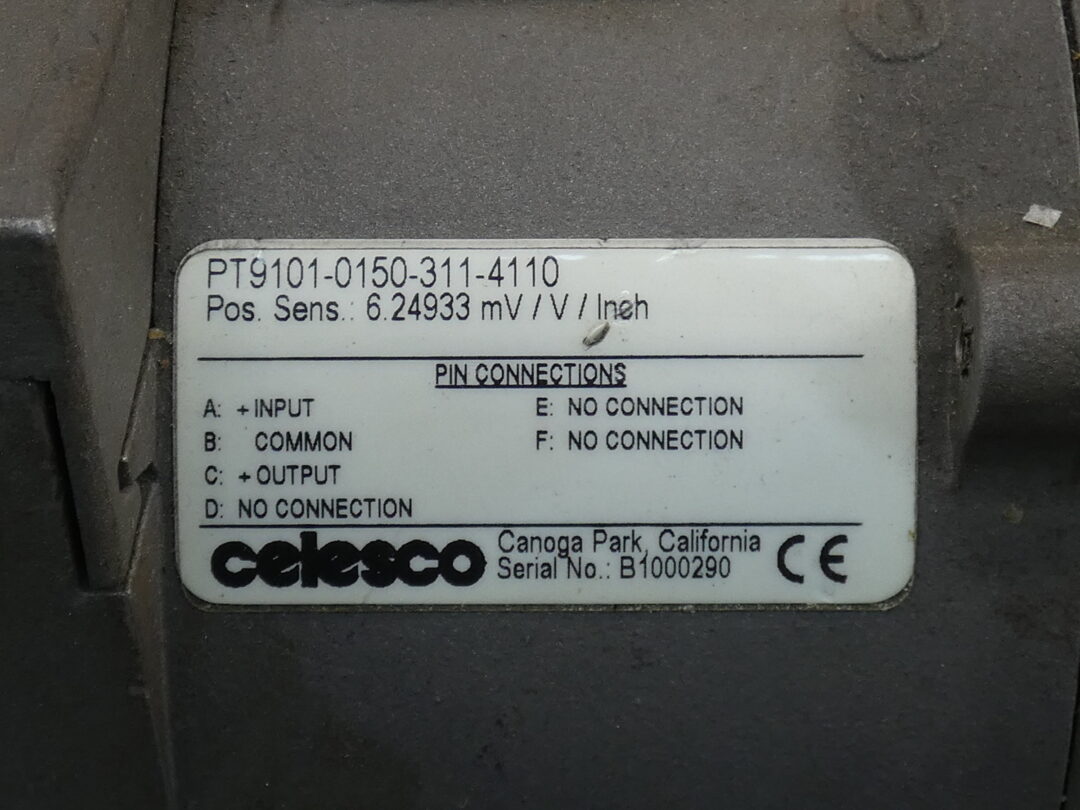 PT9101-0150-311-4110
Pos. Sens.: 6.24933 mV / V / Inch
PIN CONNECTIONS
A: + INPUT
B: COMMON
C: + OUTPUT
D: NO CONNECTION
E: NO CONNECTION
F: NO CONNECTION
celesco
Canoga Park, California
Serial No.: B1000290
CE